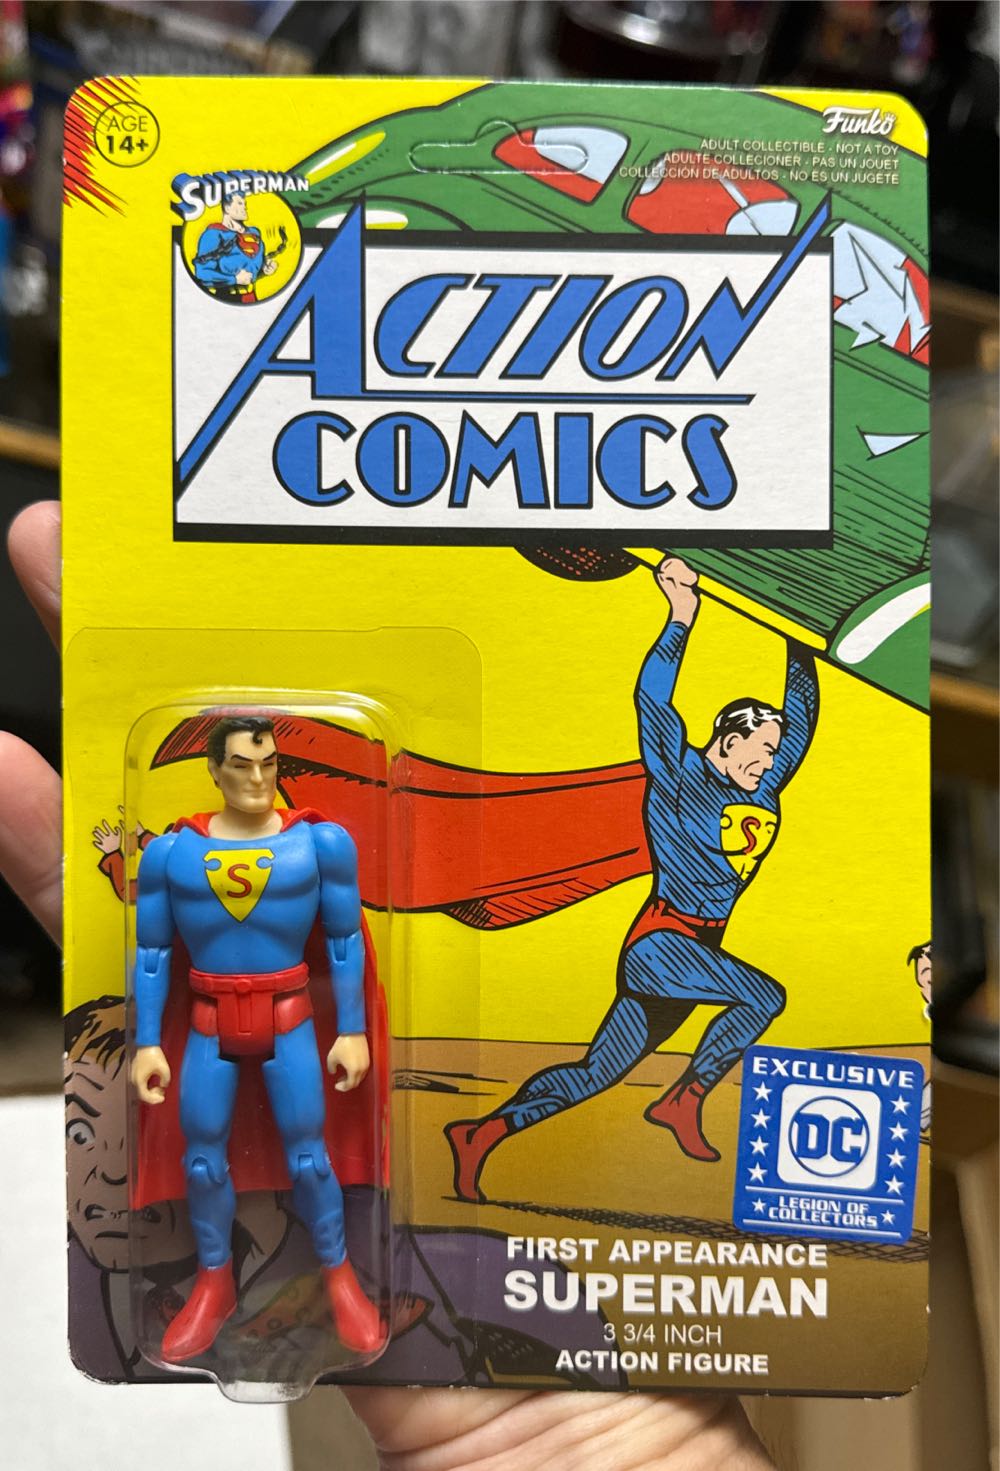 AGE
14+
Funko
ADULT COLLECTIBLE - NOT A TOY
ADULTE COLLECIONER - PAS UN JOUET
COLLECCIÓN DE ADULTOS - NO ES UN JUGETE
SUPERMAN
ACTION
COMICS
S
S
EXCLUSIVE
DC
LEGION OF
COLLECTORS
FIRST APPEARANCE
SUPERMAN
3 3/4 INCH
ACTION FIGURE